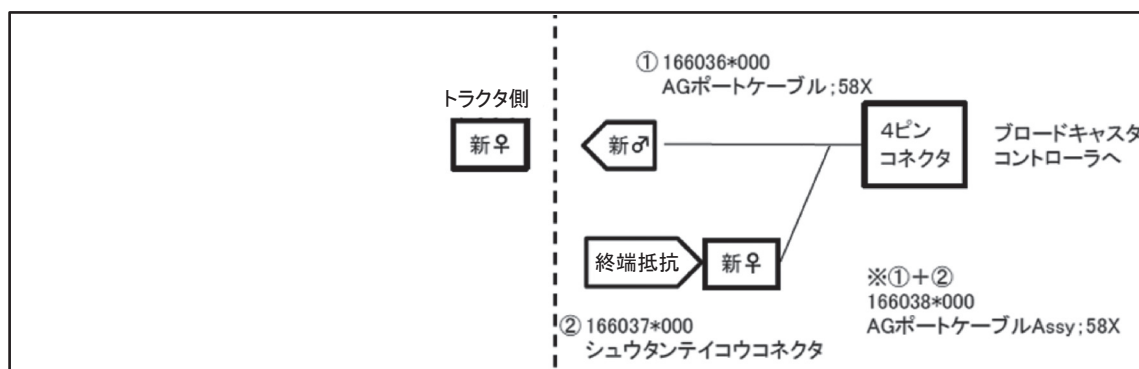 ① 166036*000
AGポートケーブル;58X
トラクタ側
新♀
新♂
4ピン
コネクタ
ブロードキャスタ
コントローラへ
終端抵抗
新♀
※①+②
166038*000
AGポートケーブルAssy;58X
② 166037*000
シュウタンテイコウコネクタ